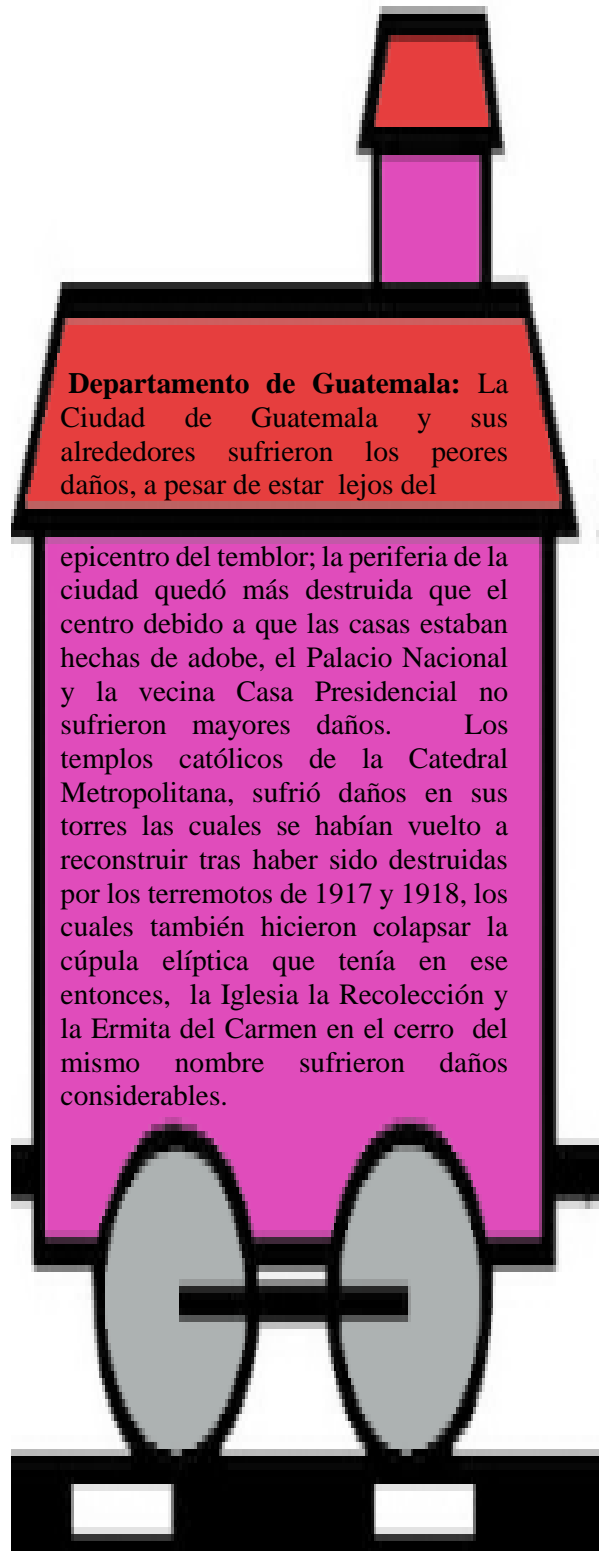 Departamento de Guatemala: La
Ciudad de Guatemala y sus
alrededores sufrieron los peores
daños, a pesar de estar lejos del
epicentro del temblor; la periferia de la
ciudad quedó más destruida que el
centro debido a que las casas estaban
hechas de adobe, el Palacio Nacional
y la vecina Casa Presidencial no
sufrieron mayores daños. Los
templos católicos de la Catedral
Metropolitana, sufrió daños en sus
torres las cuales se habían vuelto a
reconstruir tras haber sido destruidas
por los terremotos de 1917 y 1918, los
cuales también hicieron colapsar la
cúpula elíptica que tenía en ese
entonces, la Iglesia la Recolección y
la Ermita del Carmen en el cerro del
mismo nombre sufrieron daños
considerables.